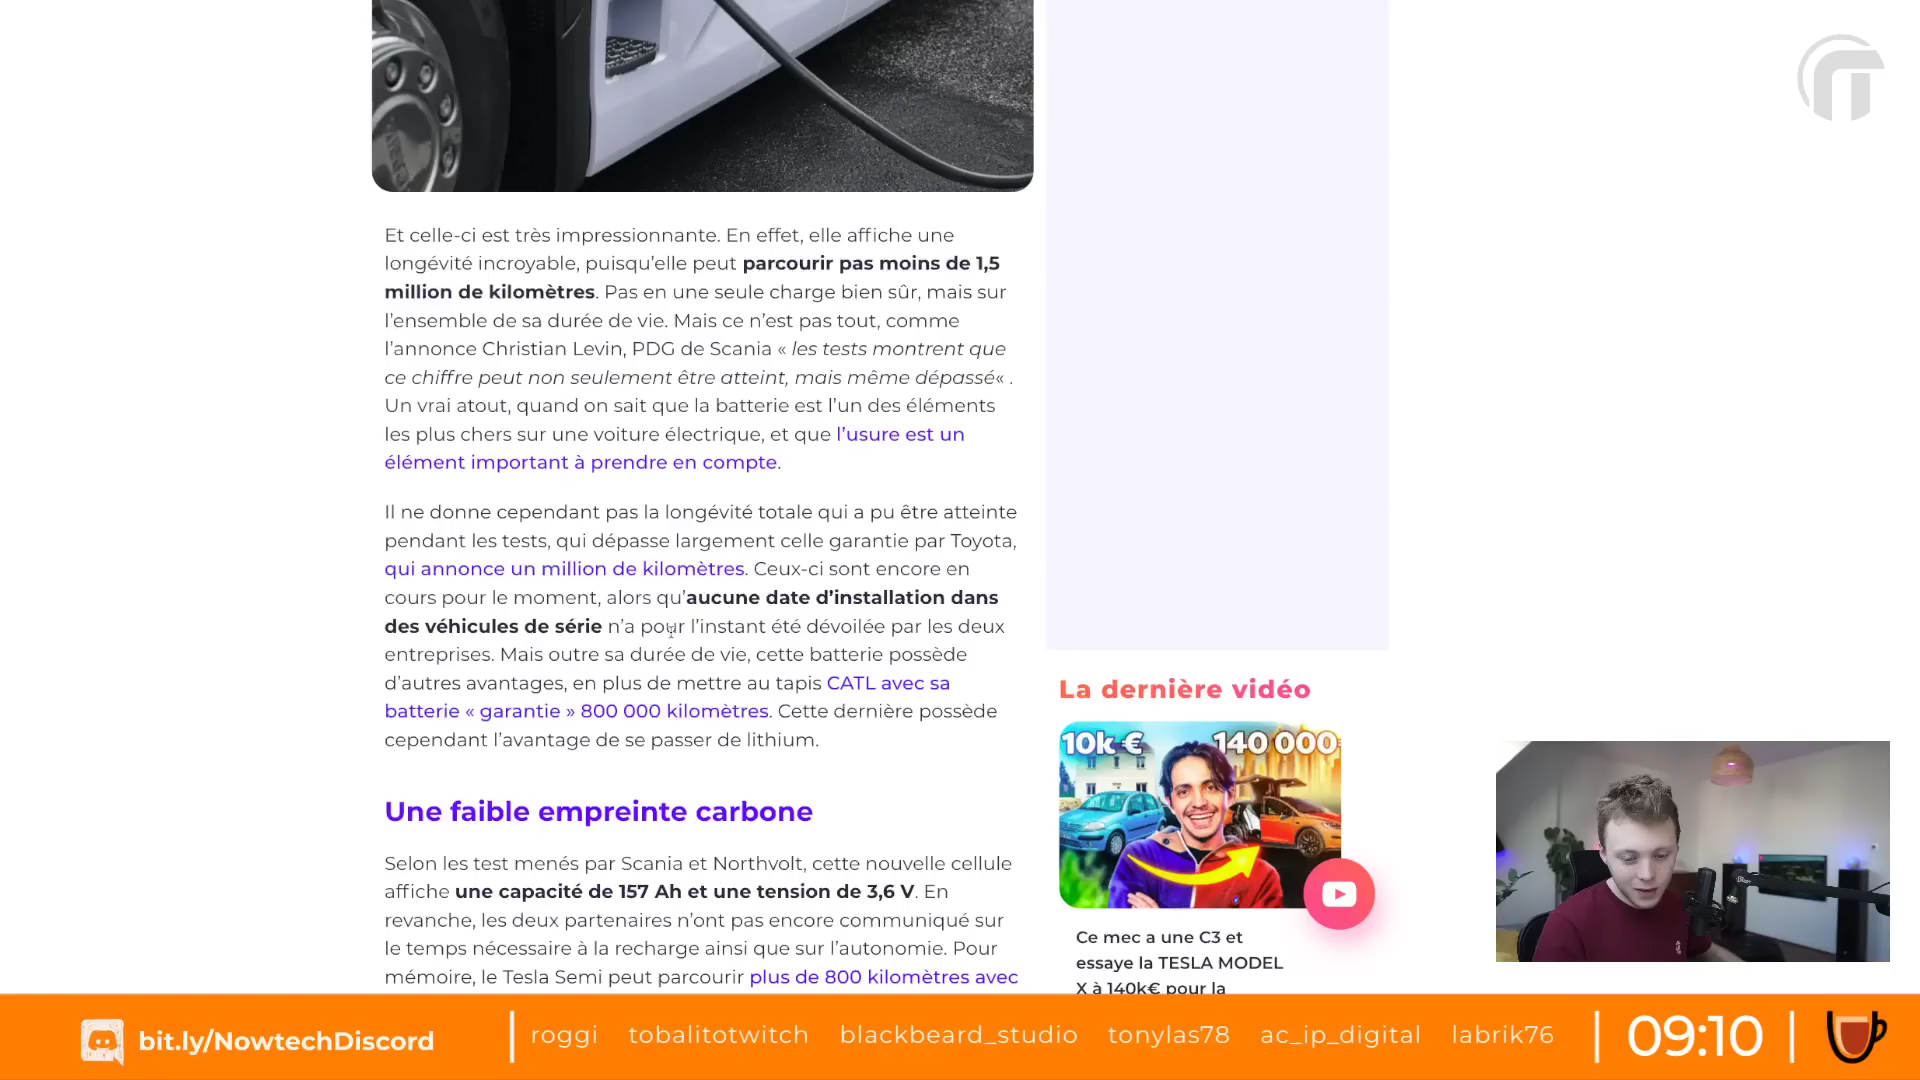 Et celle-ci est très impressionnante. En effet, elle affiche une
longévité incroyable, puisqu'elle peut parcourir pas moins de 1,5
million de kilomètres. Pas en une seule charge bien sûr, mais sur
l'ensemble de sa durée de vie. Mais ce n'est pas tout, comme
l'annonce Christian Levin, PDG de Scania « les tests montrent que
ce chiffre peut non seulement être atteint, mais même dépassé« .
Un vrai atout, quand on sait que la batterie est l'un des éléments
les plus chers sur une voiture électrique, et que l'usure est un
élément important à prendre en compte.
Il ne donne cependant pas la longévité totale qui a pu être atteinte
pendant les tests, qui dépasse largement celle garantie par Toyota,
qui annonce un million de kilomètres. Ceux-ci sont encore en
cours pour le moment, alors qu'aucune date d'installation dans
des véhicules de série n'a pour l'instant été dévoilée par les deux
entreprises. Mais outre sa durée de vie, cette batterie possède
d'autres avantages, en plus de mettre au tapis CATL avec sa
batterie « garantie » 800 000 kilomètres. Cette dernière possède
cependant l'avantage de se passer de lithium.
Une faible empreinte carbone
Selon les test menés par Scania et Northvolt, cette nouvelle cellule
affiche une capacité de 157 Ah et une tension de 3,6 V. En
revanche, les deux partenaires n'ont pas encore communiqué sur
le temps nécessaire à la recharge ainsi que sur l'autonomie. Pour
mémoire, le Tesla Semi peut parcourir plus de 800 kilomètres avec
La dernière vidéo
10k € 140 000
Ce mec a une C3 et
essaye la TESLA MODEL
X à 140k€ pour la
bit.ly/NowtechDiscord
roggi tobalitotwitch blackbeard_studio tonylas78 ac_ip_digital labrik76
09:10